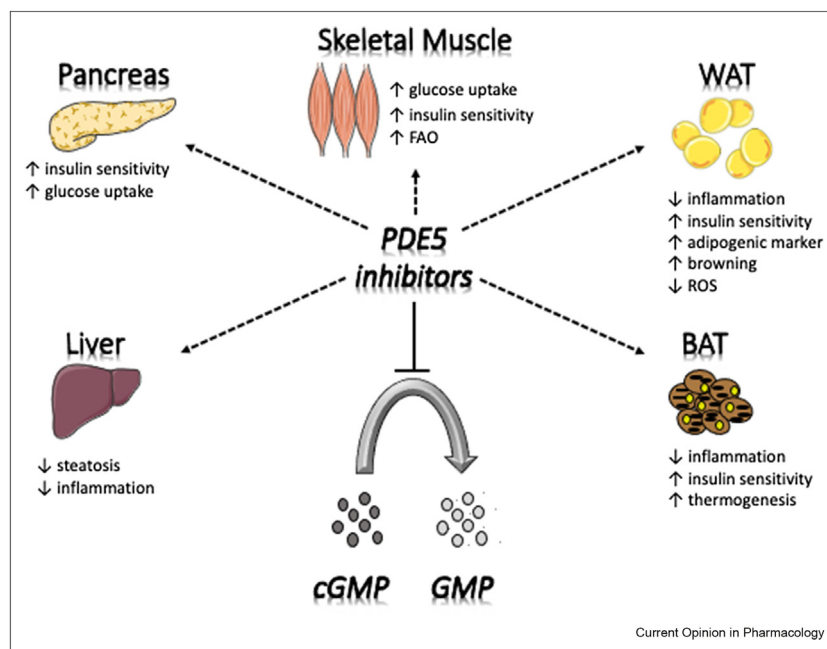 Skeletal Muscle
↑ glucose uptake
↑ insulin sensitivity
↑ FAO
Pancreas
↑ insulin sensitivity
↑ glucose uptake
WAT
↓ inflammation
↑ insulin sensitivity
↑ adipogenic marker
↑ browning
↓ ROS
PDE5
inhibitors
Liver
↓ steatosis
↓ inflammation
BAT
↓ inflammation
↑ insulin sensitivity
↑ thermogenesis
cGMP GMP
Current Opinion in Pharmacology